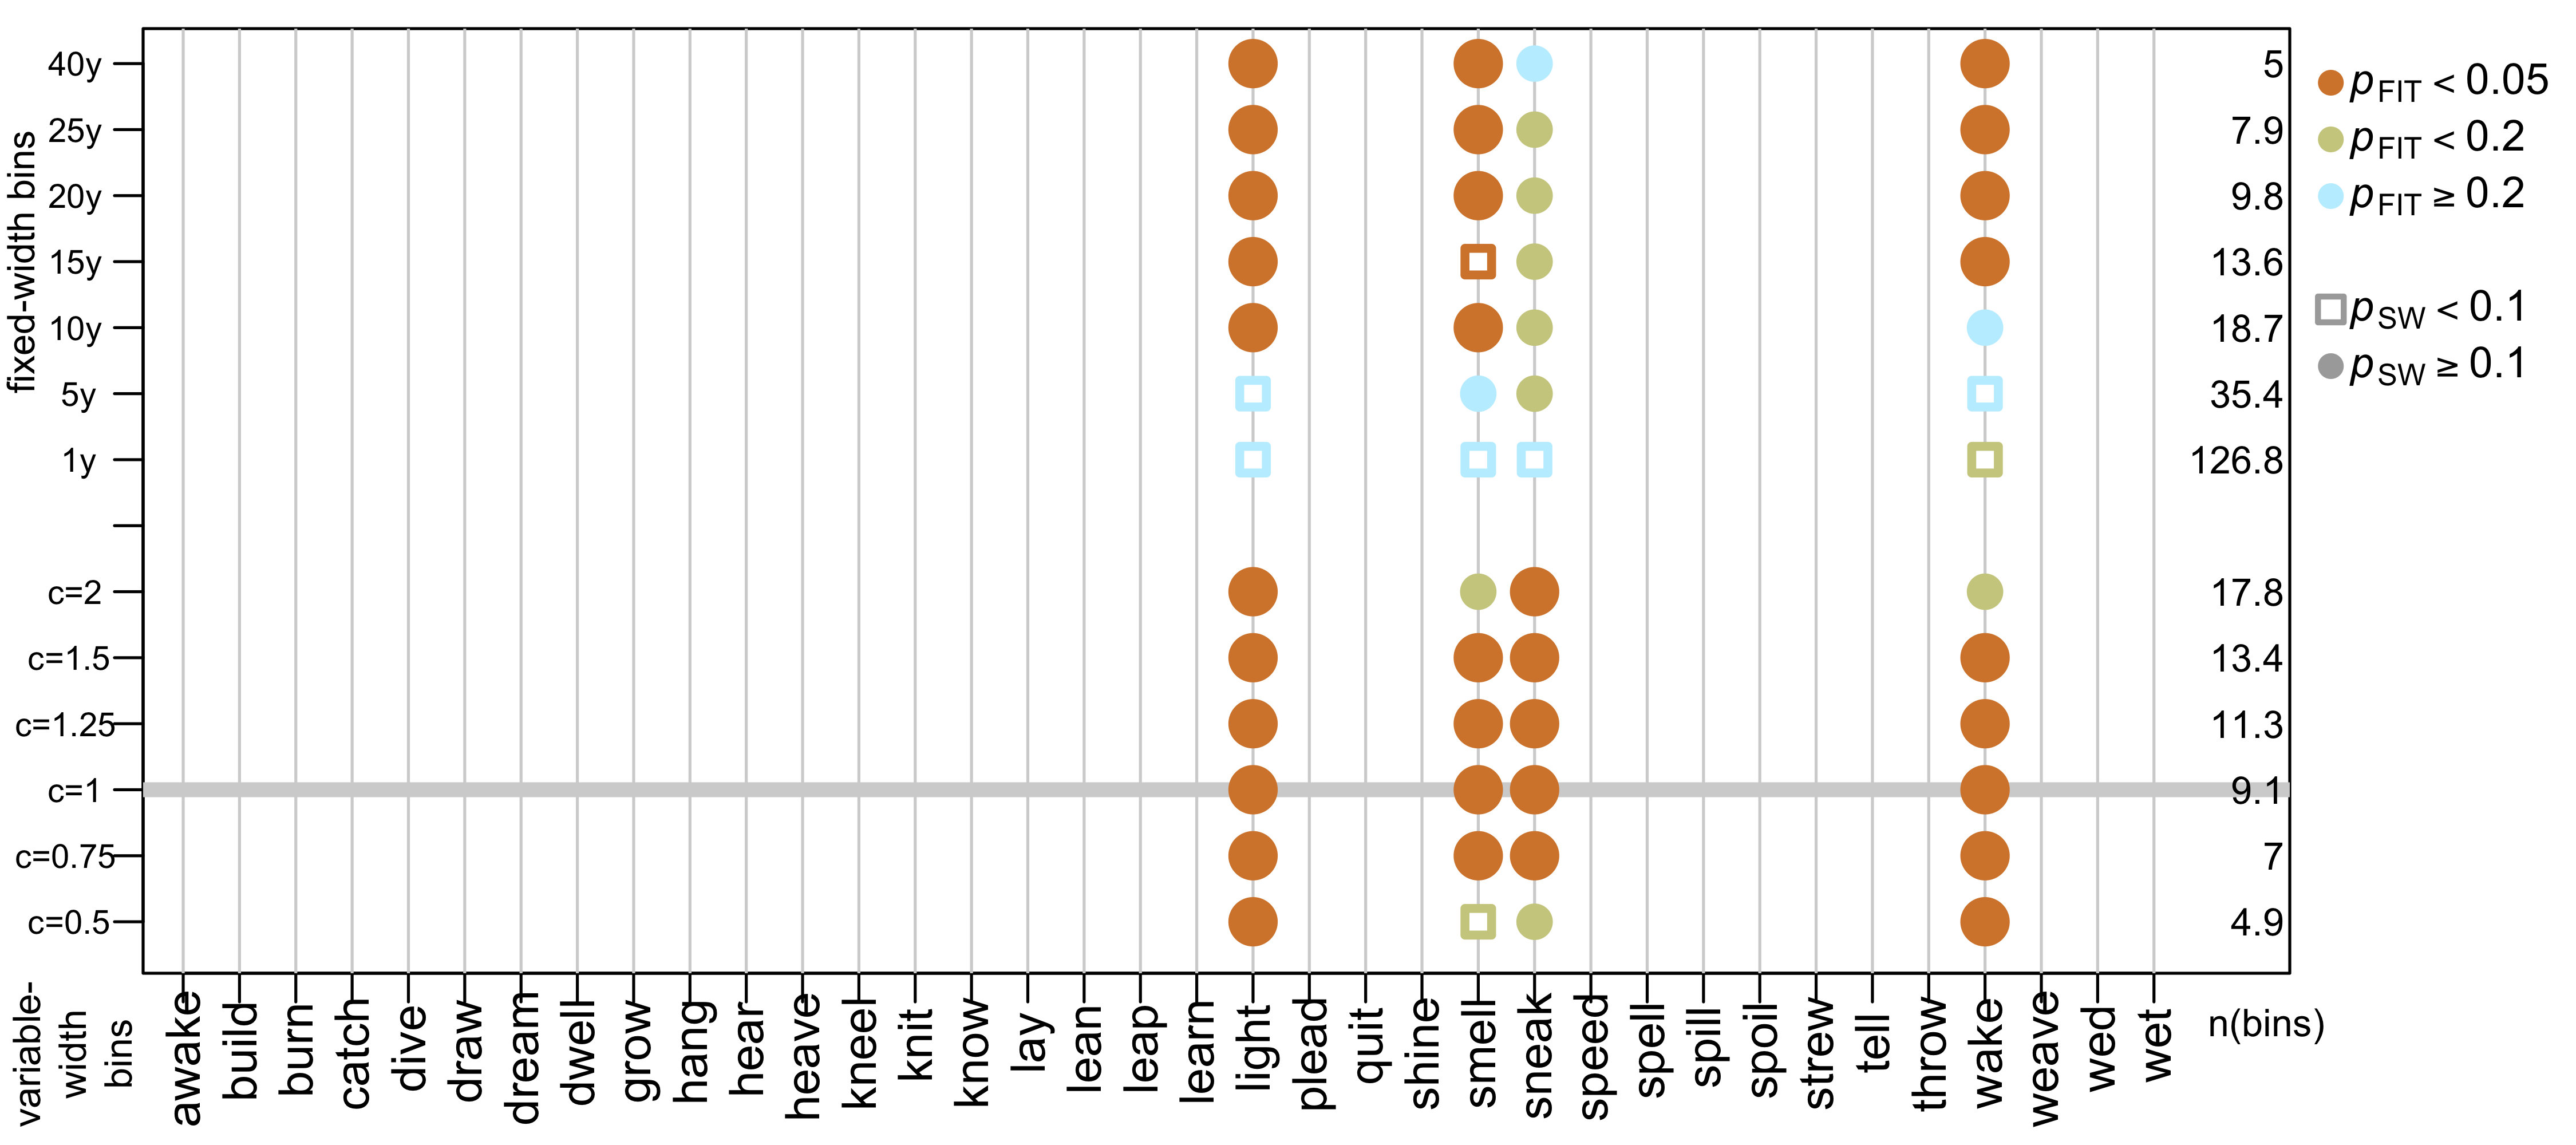 fixed-width bins
40y
25y
20y
15y
10y
5y
1y
c=2
c=1.5
c=1.25
c=1
c=0.75
c=0.5
variable-
width
bins
awake
build
burn
catch
dive
draw
dream
dwell
grow
hang
hear
heave
kneel
knit
know
lay
lean
leap
learn
light
plead
quit
shine
smell
sneak
speed
spell
spill
spoil
strew
tell
throw
wake
weave
wed
wet
n(bins)
5
7.9
9.8
13.6
18.7
35.4
126.8
17.8
13.4
11.3
9.1
7
4.9
pFIT < 0.05
pFIT < 0.2
pFIT ≥ 0.2
pSW < 0.1
pSW ≥ 0.1